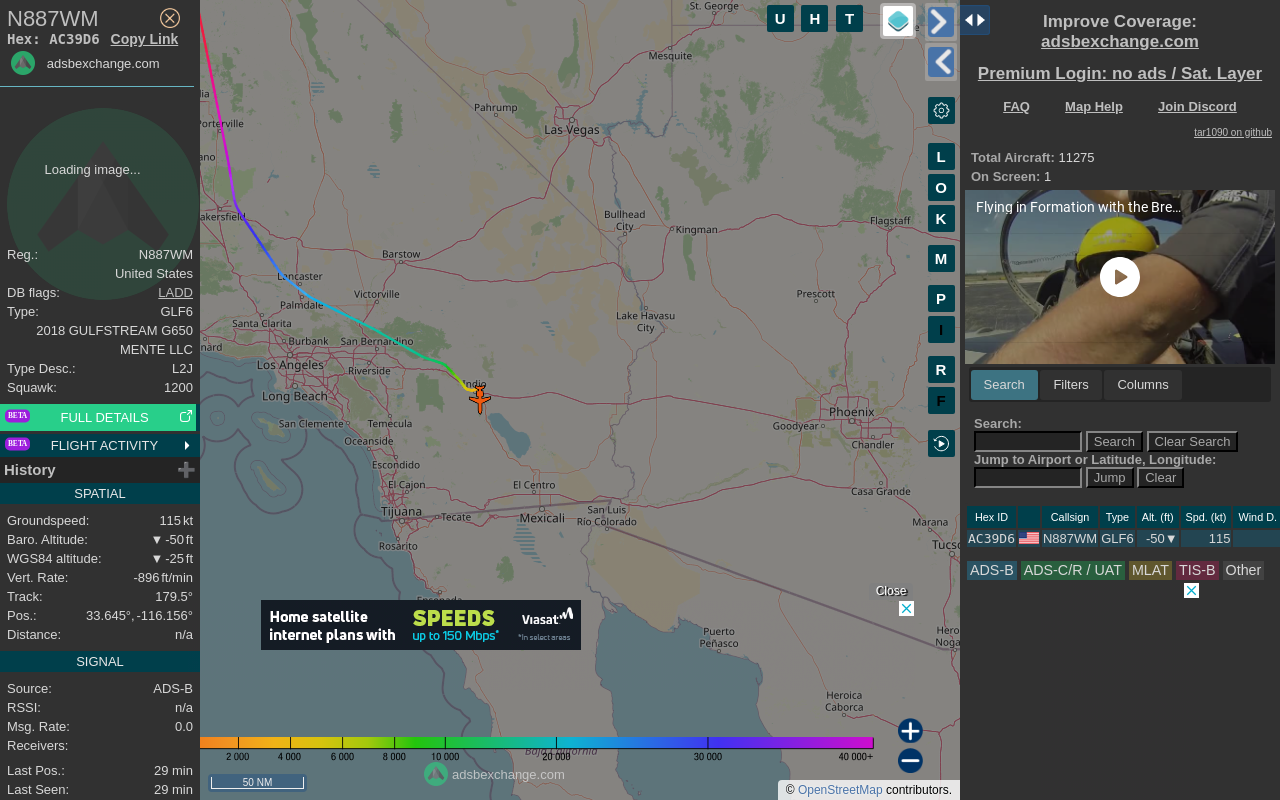 N887WM
Hex: AC39D6 Copy Link
adsbexchange.com
Loading image...
Reg.: N887WM
United States
DB flags: LADD
Type: GLF6
2018 GULFSTREAM G650
MENTE LLC
Type Desc.: L2J
Squawk: 1200
BETA FULL DETAILS
BETA FLIGHT ACTIVITY
History
SPATIAL
Groundspeed: 115 kt
Baro. Altitude: ▼ -50 ft
WGS84 altitude: ▼ -25 ft
Vert. Rate: -896 ft/min
Track: 179.5°
Pos.: 33.645°, -116.156°
Distance: n/a
SIGNAL
Source: ADS-B
RSSI: n/a
Msg. Rate: 0.0
Receivers:
Last Pos.: 29 min
Last Seen: 29 min
U H T
L
O
K
M
P
I
R
F
St. George
Mesquite
Pahrump
Las Vegas
Porterville
akersfield
Bullhead
City
Kingman
Flagstaff
Barstow
Lancaster
Victorville
Palmdale
Prescott
Lake Havasu
City
Santa Clarita
nard
Burbank San Bernardino
Los Angeles
Riverside
Indio
Long Beach
Phoenix
San Clemente Temecula
Goodyear
Oceanside
Chandler
Escondido
El Cajon
El Centro
Casa Grande
Tijuana
Tecate
Mexicali
San Luis
Río Colorado
Marana
Tucso
Rosarito
Ensenada
Close
Home satellite
internet plans with
SPEEDS
up to 150 Mbps*
Viasat
*In select areas
Puerto
Peñasco
Hero
Noga
Heroica
Caborca
Baja California
2 000 4 000 6 000 8 000 10 000 20 000 30 000 40 000+
adsbexchange.com
50 NM
© OpenStreetMap contributors.
Improve Coverage:
adsbexchange.com
Premium Login: no ads / Sat. Layer
FAQ Map Help Join Discord
tar1090 on github
Total Aircraft: 11275
On Screen: 1
Flying in Formation with the Bre...
Search Filters Columns
Search:
Search Clear Search
Jump to Airport or Latitude, Longitude:
Jump Clear
Hex ID Callsign Type Alt. (ft) Spd. (kt) Wind D.
AC39D6 N887WM GLF6 -50▼ 115
ADS-B ADS-C/R / UAT MLAT TIS-B Other